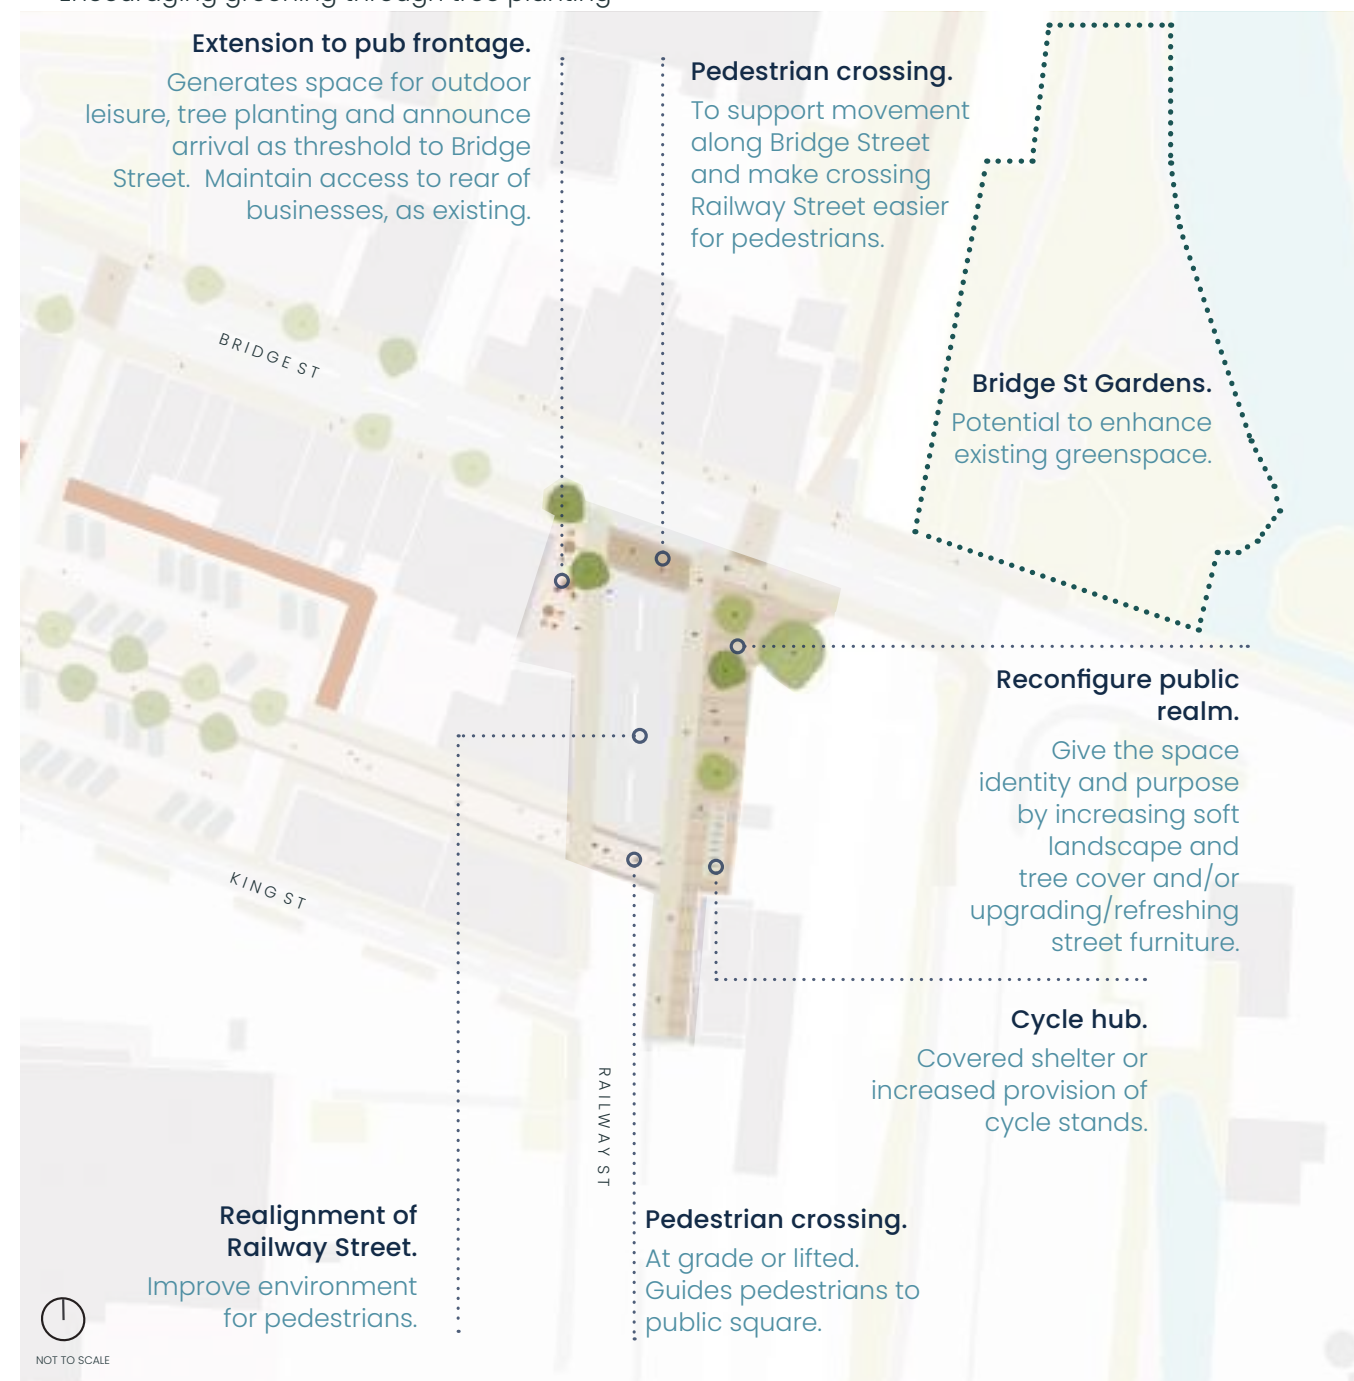 Encouraging greening through tree planting
Extension to pub frontage.
Generates space for outdoor
leisure, tree planting and announce
arrival as threshold to Bridge
Street. Maintain access to rear of
businesses, as existing.
Pedestrian crossing.
To support movement
along Bridge Street
and make crossing
Railway Street easier
for pedestrians.
BRIDGE ST
Bridge St Gardens.
Potential to enhance
existing greenspace.
Reconfigure public
realm.
Give the space
identity and purpose
by increasing soft
landscape and
tree cover and/or
upgrading/refreshing
street furniture.
KING ST
Cycle hub.
Covered shelter or
increased provision of
cycle stands.
RAILWAY ST
Realignment of
Railway Street.
Improve environment
for pedestrians.
Pedestrian crossing.
At grade or lifted.
Guides pedestrians to
public square.
NOT TO SCALE